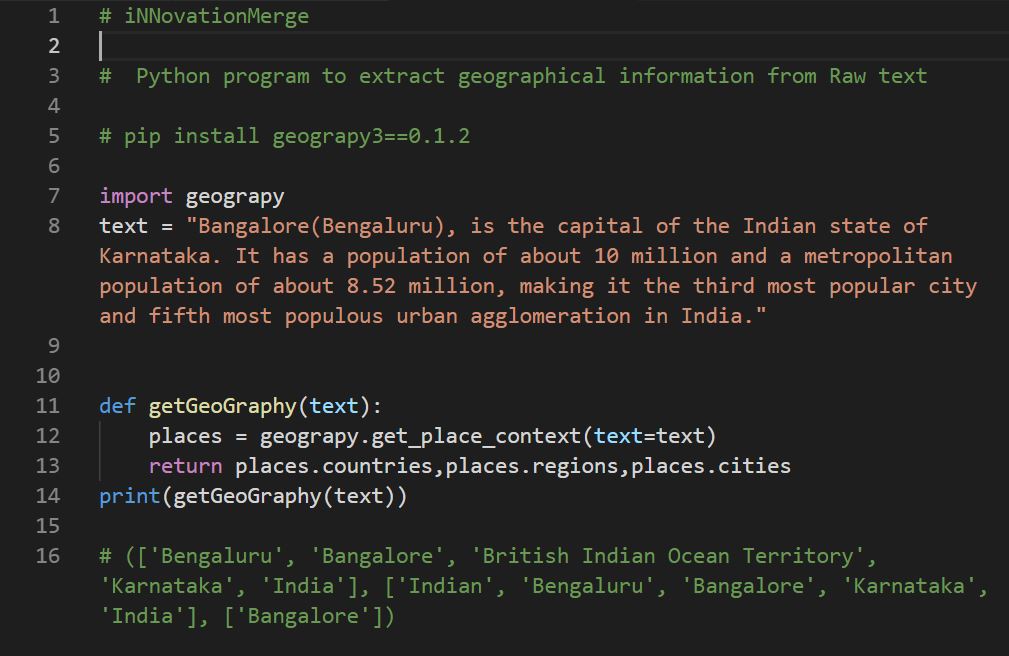 1 # iNNovationMerge
2
3 #  Python program to extract geographical information from Raw text
4
5 # pip install geograpy3==0.1.2
6
7 import geograpy
8 text = "Bangalore(Bengaluru), is the capital of the Indian state of
Karnataka. It has a population of about 10 million and a metropolitan
population of about 8.52 million, making it the third most popular city
and fifth most populous urban agglomeration in India."
9
10
11 def getGeoGraphy(text):
12     places = geograpy.get_place_context(text=text)
13     return places.countries,places.regions,places.cities
14 print(getGeoGraphy(text))
15
16 # (['Bengaluru', 'Bangalore', 'British Indian Ocean Territory',
'Karnataka', 'India'], ['Indian', 'Bengaluru', 'Bangalore', 'Karnataka',
'India'], ['Bangalore'])